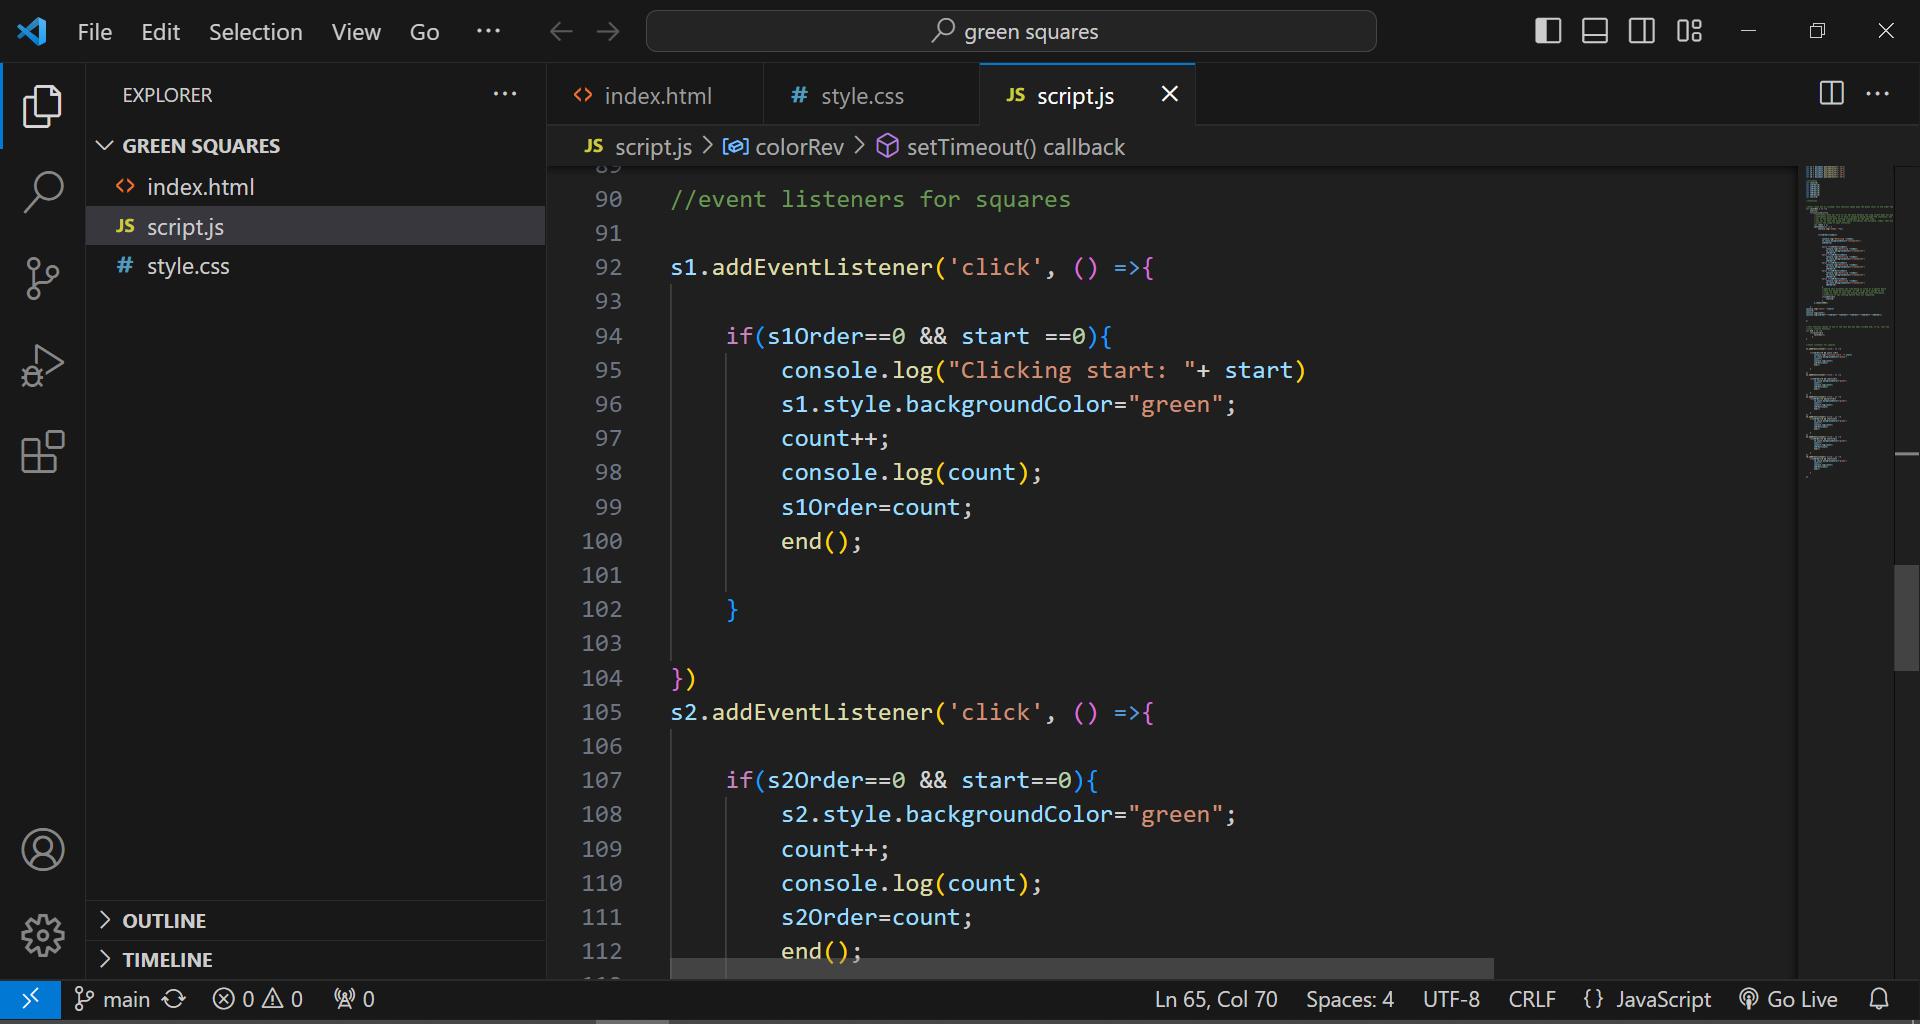 File Edit Selection View Go ···
green squares
EXPLORER ···
GREEN SQUARES
<> index.html
JS script.js
# style.css
OUTLINE
TIMELINE
<> index.html # style.css JS script.js
JS script.js > colorRev > setTimeout() callback
89
90 //event listeners for squares
91
92 s1.addEventListener('click', () =>{
93
94 if(s1Order==0 && start ==0){
95 console.log("Clicking start: "+ start)
96 s1.style.backgroundColor="green";
97 count++;
98 console.log(count);
99 s1Order=count;
100 end();
101
102 }
103
104 })
105 s2.addEventListener('click', () =>{
106
107 if(s2Order==0 && start==0){
108 s2.style.backgroundColor="green";
109 count++;
110 console.log(count);
111 s2Order=count;
112 end();
main 0 0 0 Ln 65, Col 70 Spaces: 4 UTF-8 CRLF {} JavaScript Go Live